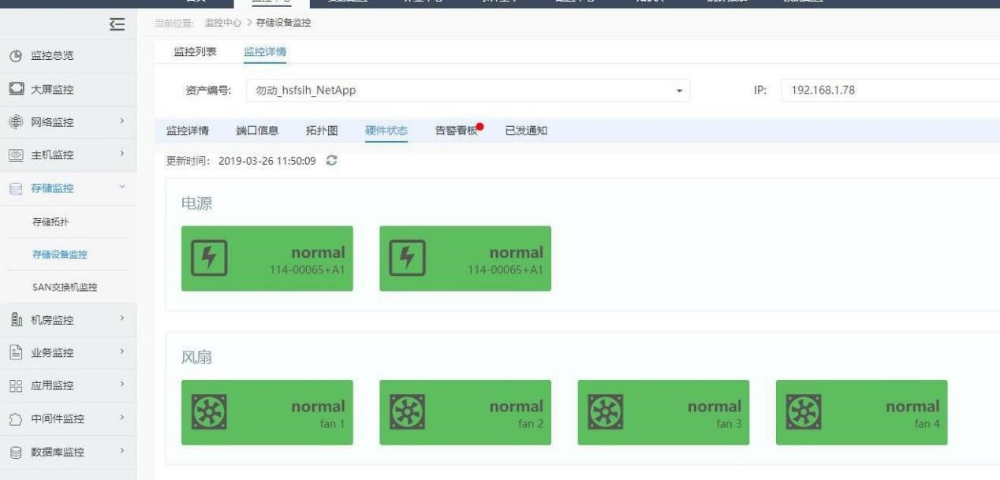 当前位置: 监控中心 > 存储设备监控
监控列表 监控详情
资产编号: 勿动_hsfsih_NetApp IP: 192.168.1.78
监控详情 端口信息 拓扑图 硬件状态 告警看板 已发通知
更新时间: 2019-03-26 11:50:09
监控总览
大屏监控
网络监控
主机监控
存储监控
存储拓扑
存储设备监控
SAN交换机监控
机房监控
业务监控
应用监控
中间件监控
数据库监控
电源
normal
114-00065+A1
normal
114-00065+A1
风扇
normal
fan 1
normal
fan 2
normal
fan 3
normal
fan 4